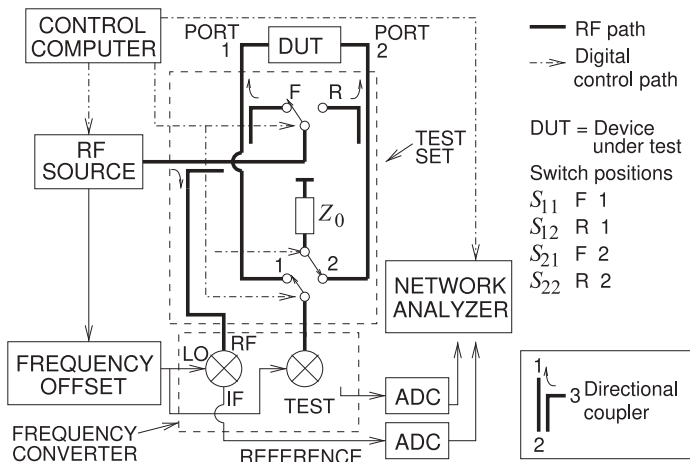 CONTROL
COMPUTER
PORT
1
DUT
PORT
2
RF path
Digital
control path
F
R
TEST
SET
DUT = Device
under test
RF
SOURCE
Switch positions
S11 F 1
S12 R 1
S21 F 2
S22 R 2
Z0
1
2
NETWORK
ANALYZER
FREQUENCY
OFFSET
LO
RF
IF
TEST
ADC
ADC
FREQUENCY
CONVERTER
REFERENCE
1
3
2
Directional
coupler